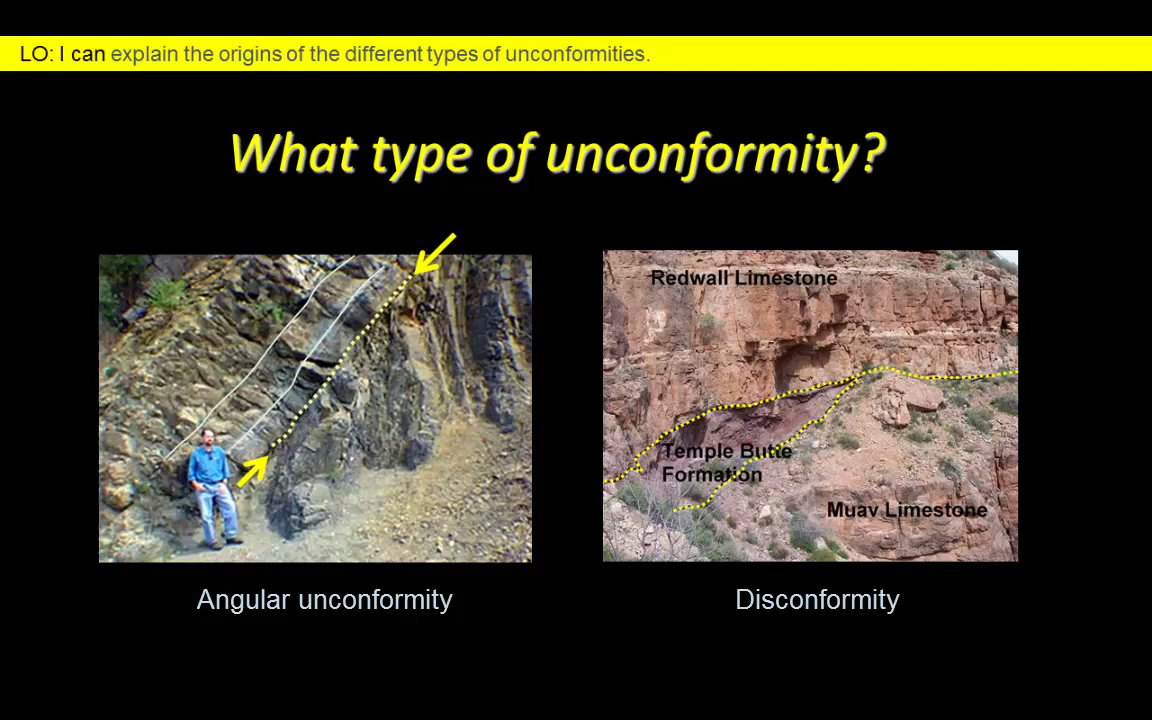 LO: I can explain the origins of the different types of unconformities.
What type of unconformity?
Redwall Limestone
Temple Butte
Formation
Muav Limestone
Angular unconformity
Disconformity